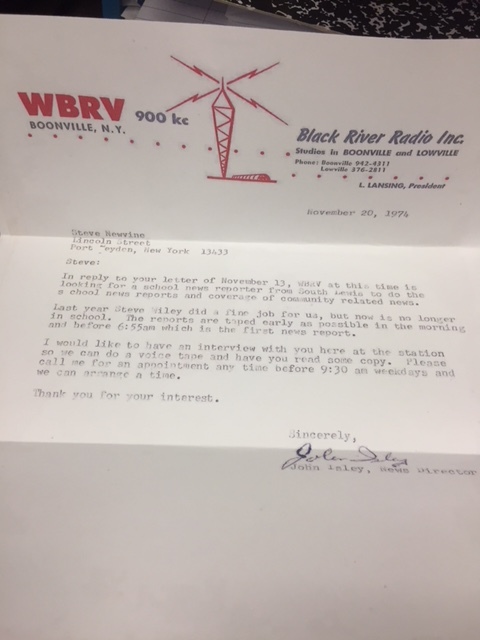 WBRV 900 kc
BOONVILLE, N.Y.
Black River Radio Inc.
Studios in BOONVILLE and LOWVILLE
Phone: Boonville 942-4311
Lowville 376-2811
L. LANSING, President
November 20, 1974
Steve Newvine
Lincoln Street
Port Leyden, New York 13433
Steve:
In reply to your letter of November 13, WBRV at this time is
looking for a school news reporter from South Lewis to do the
s chool news reports and coverage of community related news.
Last year Steve Wiley did a fine job for us, but now is no longer
in school. The reports are taped early as possible in the morning
and before 6:55am which is the first news report.
I would like to have an interview with you here at the station
so we can do a voice tape and have you read some copy. Please
call me for an appointment any time before 9:30 am weekdays and
we can arrange a time.
Thank you for your interest.
Sincerely,
John Isley
John Isley, News Director